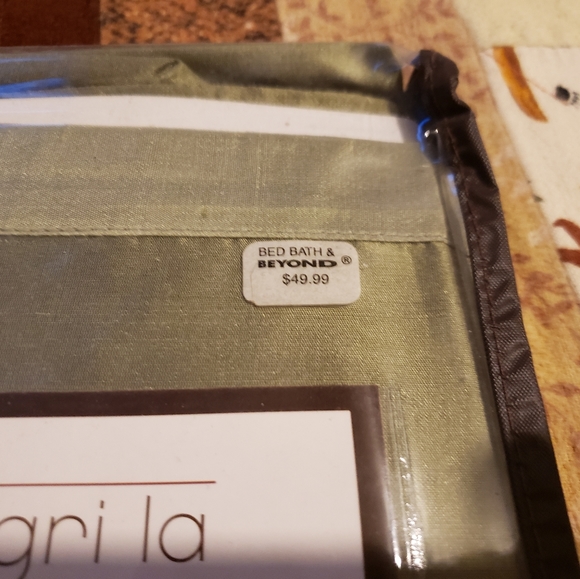 BED BATH &
BEYOND ®
$49.99
gri la